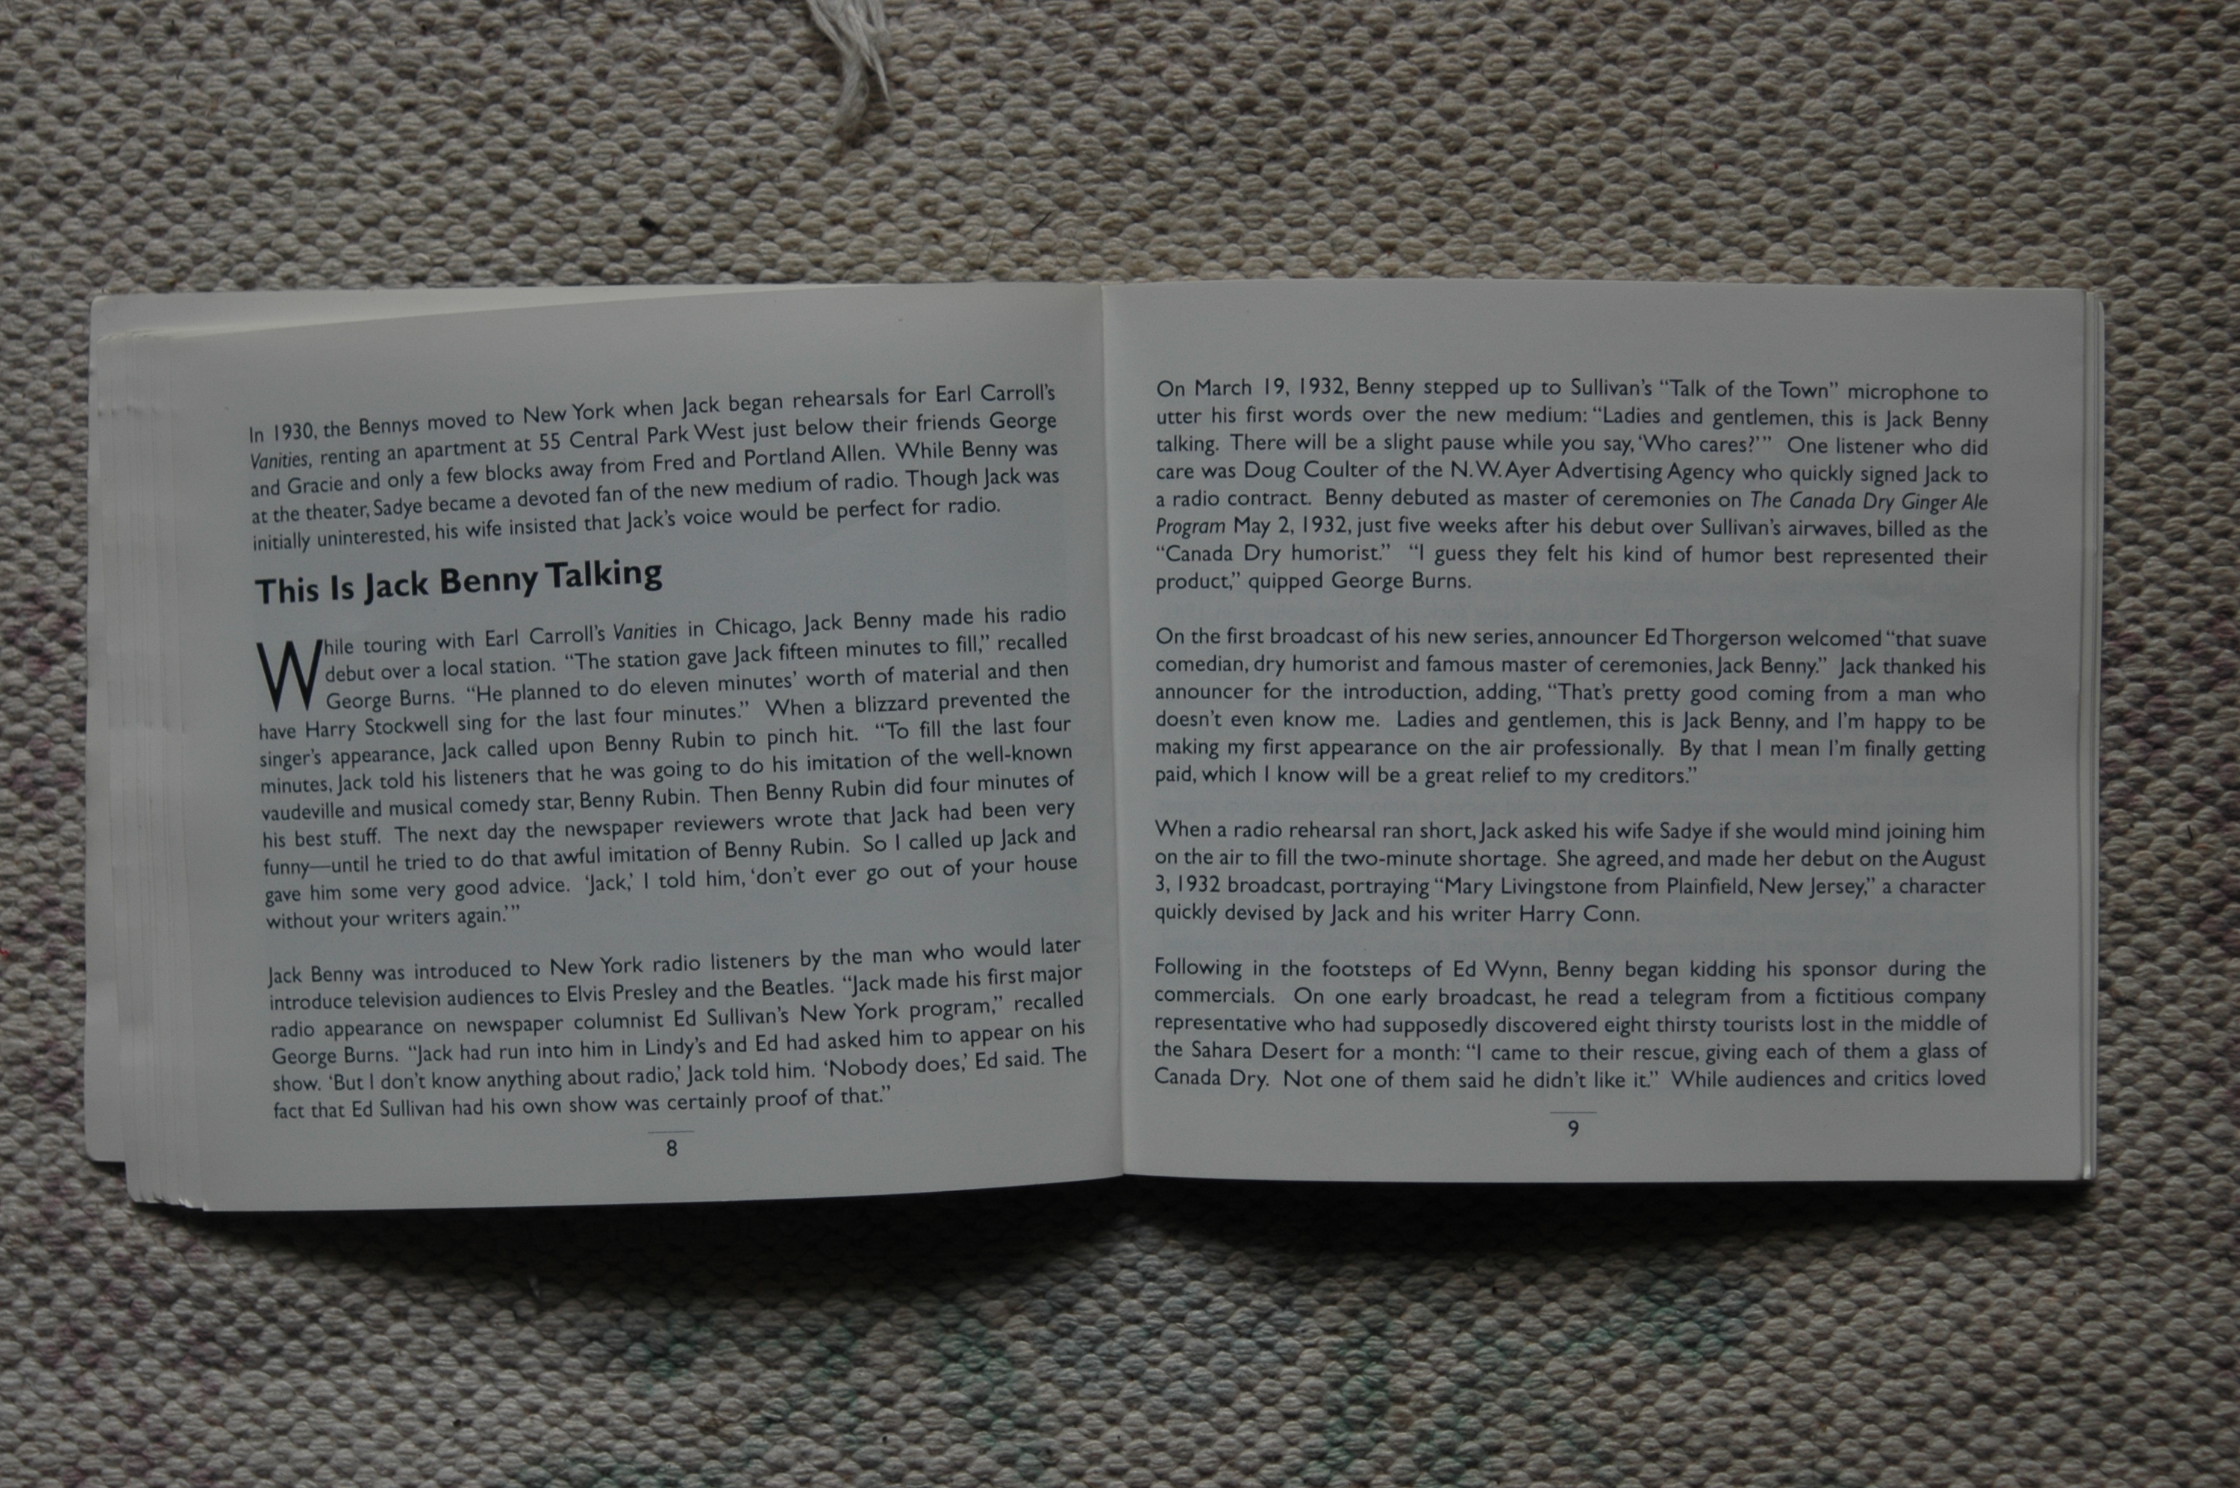 In 1930, the Bennys moved to New York when Jack began rehearsals for Earl Carroll's
Vanities, renting an apartment at 55 Central Park West just below their friends George
and Gracie and only a few blocks away from Fred and Portland Allen. While Benny was
at the theater, Sadye became a devoted fan of the new medium of radio. Though Jack was
initially uninterested, his wife insisted that Jack's voice would be perfect for radio.
This Is Jack Benny Talking
While touring with Earl Carroll's Vanities in Chicago, Jack Benny made his radio
debut over a local station. “The station gave Jack fifteen minutes to fill,” recalled
George Burns. “He planned to do eleven minutes' worth of material and then
have Harry Stockwell sing for the last four minutes.” When a blizzard prevented the
singer's appearance, Jack called upon Benny Rubin to pinch hit. “To fill the last four
minutes, Jack told his listeners that he was going to do his imitation of the well-known
vaudeville and musical comedy star, Benny Rubin. Then Benny Rubin did four minutes of
his best stuff. The next day the newspaper reviewers wrote that Jack had been very
funny—until he tried to do that awful imitation of Benny Rubin. So I called up Jack and
gave him some very good advice. ‘Jack,’ I told him, ‘don't ever go out of your house
without your writers again.’”
Jack Benny was introduced to New York radio listeners by the man who would later
introduce television audiences to Elvis Presley and the Beatles. “Jack made his first major
radio appearance on newspaper columnist Ed Sullivan's New York program,” recalled
George Burns. “Jack had run into him in Lindy's and Ed had asked him to appear on his
show. ‘But I don't know anything about radio,’ Jack told him. ‘Nobody does,’ Ed said. The
fact that Ed Sullivan had his own show was certainly proof of that.”
8
On March 19, 1932, Benny stepped up to Sullivan's “Talk of the Town” microphone to
utter his first words over the new medium: “Ladies and gentlemen, this is Jack Benny
talking. There will be a slight pause while you say, ‘Who cares?’” One listener who did
care was Doug Coulter of the N.W. Ayer Advertising Agency who quickly signed Jack to
a radio contract. Benny debuted as master of ceremonies on The Canada Dry Ginger Ale
Program May 2, 1932, just five weeks after his debut over Sullivan's airwaves, billed as the
“Canada Dry humorist.” “I guess they felt his kind of humor best represented their
product,” quipped George Burns.
On the first broadcast of his new series, announcer Ed Thorgerson welcomed “that suave
comedian, dry humorist and famous master of ceremonies, Jack Benny.” Jack thanked his
announcer for the introduction, adding, “That's pretty good coming from a man who
doesn't even know me. Ladies and gentlemen, this is Jack Benny, and I'm happy to be
making my first appearance on the air professionally. By that I mean I'm finally getting
paid, which I know will be a great relief to my creditors.”
When a radio rehearsal ran short, Jack asked his wife Sadye if she would mind joining him
on the air to fill the two-minute shortage. She agreed, and made her debut on the August
3, 1932 broadcast, portraying “Mary Livingstone from Plainfield, New Jersey,” a character
quickly devised by Jack and his writer Harry Conn.
Following in the footsteps of Ed Wynn, Benny began kidding his sponsor during the
commercials. On one early broadcast, he read a telegram from a fictitious company
representative who had supposedly discovered eight thirsty tourists lost in the middle of
the Sahara Desert for a month: “I came to their rescue, giving each of them a glass of
Canada Dry. Not one of them said he didn't like it.” While audiences and critics loved
9